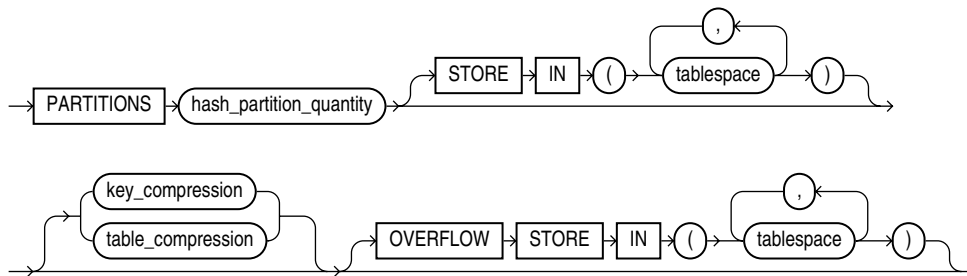 ,
STORE IN ( tablespace )
PARTITIONS hash_partition_quantity
key_compression
,
table_compression
OVERFLOW STORE IN ( tablespace )